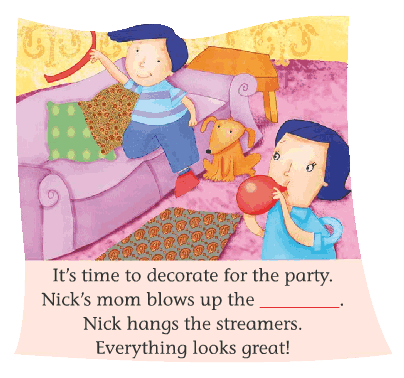 It's time to decorate for the party.
Nick's mom blows up the ________.
Nick hangs the streamers.
Everything looks great!